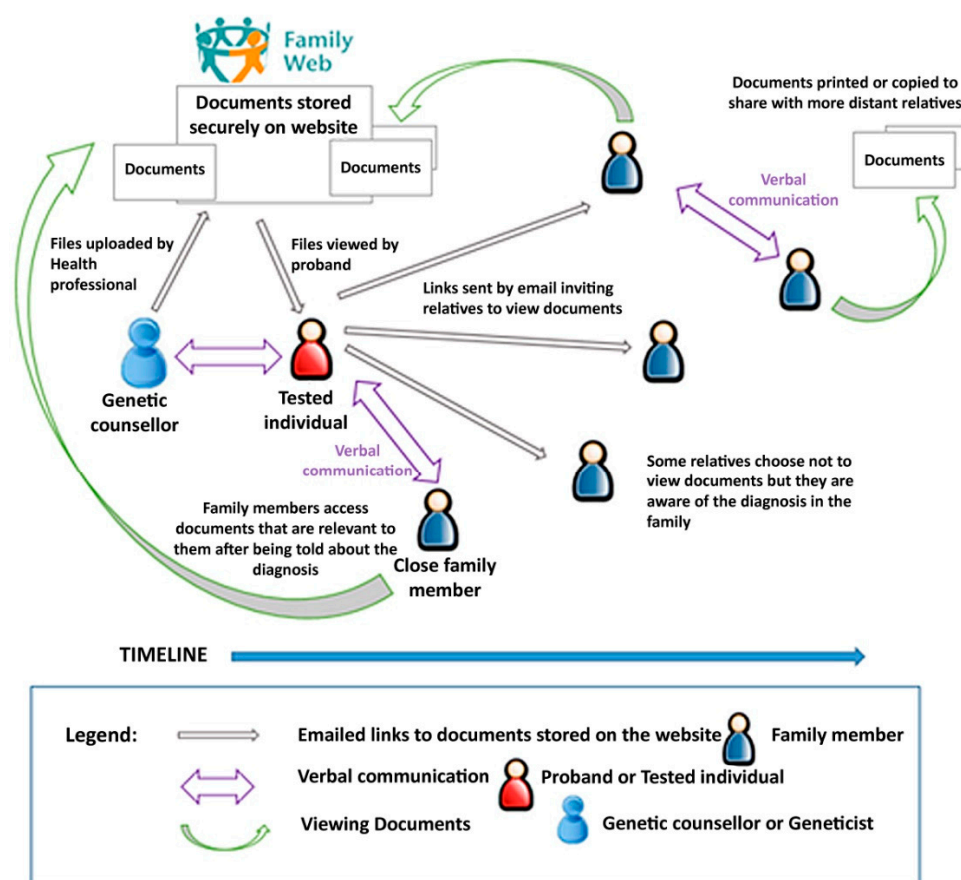 Family
Web
Documents stored
securely on website
Documents
Documents
Documents printed or copied to
share with more distant relatives
Documents
Verbal
communication
Files uploaded by
Health
professional
Files viewed by
proband
Links sent by email inviting
relatives to view documents
Genetic
counsellor
Tested
individual
Verbal
communication
Some relatives choose not to
view documents but they are
aware of the diagnosis in the
family
Family members access
documents that are relevant to
them after being told about the
diagnosis
Close family
member
TIMELINE
Legend:
Emailed links to documents stored on the website
Family member
Verbal communication
Proband or Tested individual
Viewing Documents
Genetic counsellor or Geneticist